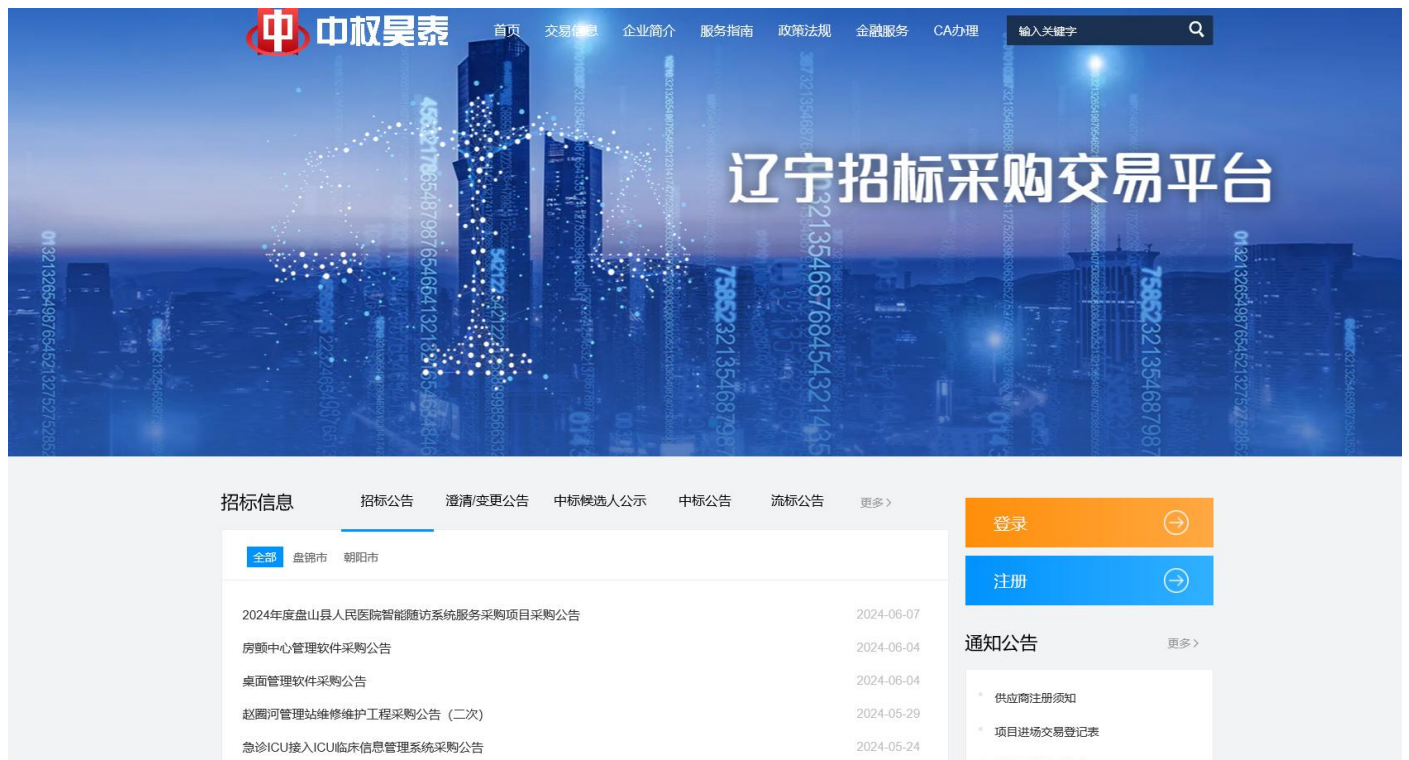 中 中权昊泰
首页 交易信息 企业简介 服务指南 政策法规 金融服务 CA办理 输入关键字
辽宁招标采购交易平台
招标信息 招标公告 澄清/变更公告 中标候选人公示 中标公告 流标公告 更多 >
全部 盘锦市 朝阳市
2024年度盘山县人民医院智能随访系统服务采购项目采购公告 2024-06-07
房颤中心管理软件采购公告 2024-06-04
桌面管理软件采购公告 2024-06-04
赵圈河管理站维修维护工程采购公告（二次） 2024-05-29
急诊ICU接入ICU临床信息管理系统采购公告 2024-05-24
登录
注册
通知公告 更多 >
供应商注册须知
项目进场交易登记表